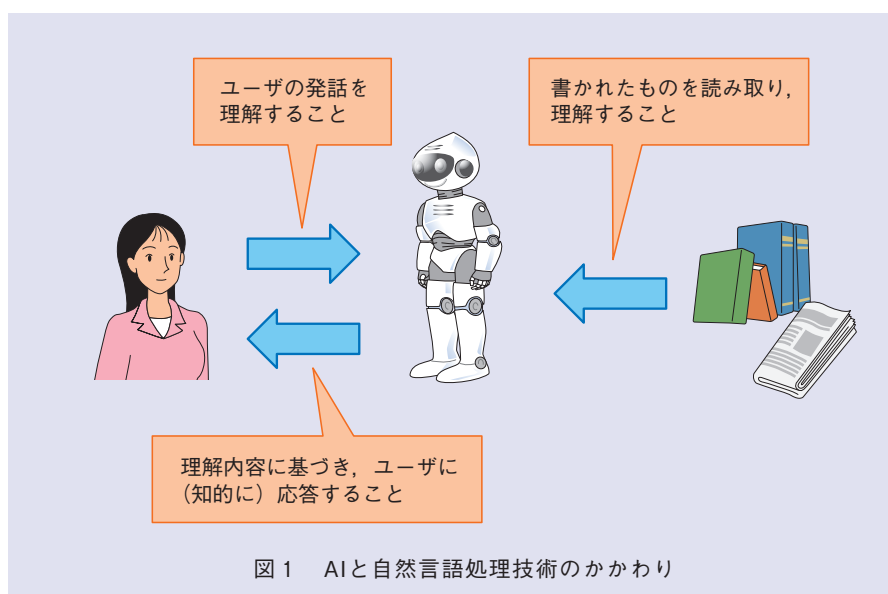 ユーザの発話を
理解すること
書かれたものを読み取り,
理解すること
理解内容に基づき, ユーザに
(知的に) 応答すること
図1 AIと自然言語処理技術のかかわり